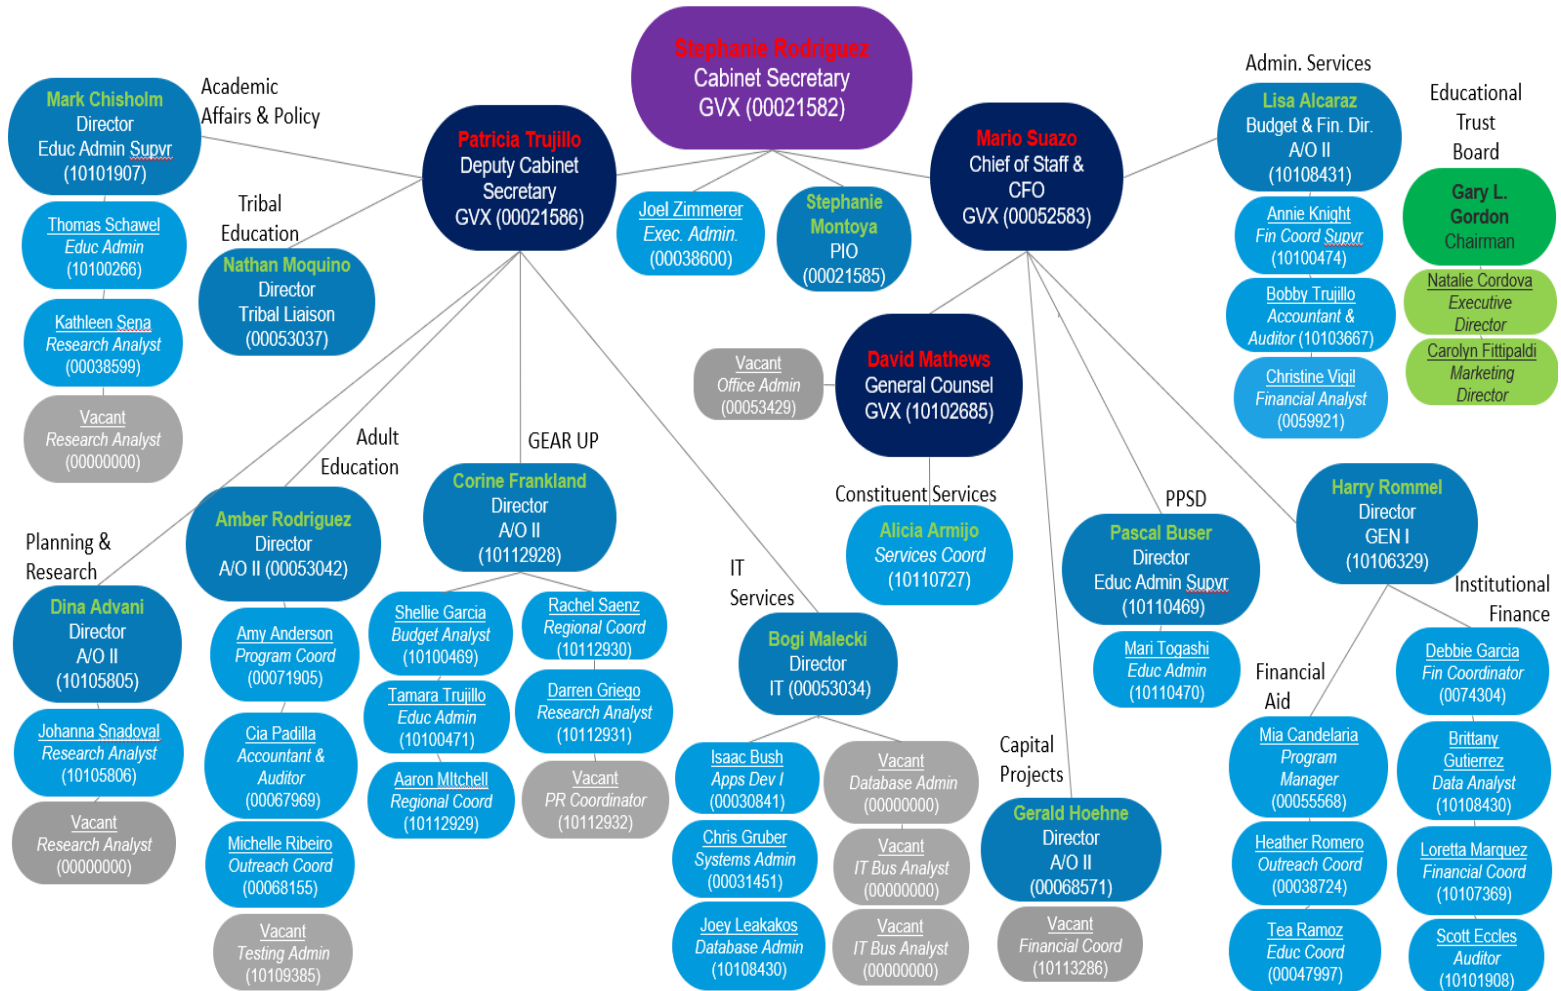 Stephanie Rodriguez
Cabinet Secretary
GVX (00021582)
Academic
Affairs & Policy
Mark Chisholm
Director
Educ Admin Supvr
(10101907)
Thomas Schawel
Educ Admin
(10100266)
Kathleen Sena
Research Analyst
(00038599)
Vacant
Research Analyst
(00000000)
Patricia Trujillo
Deputy Cabinet
Secretary
GVX (00021586)
Tribal
Education
Nathan Moquino
Director
Tribal Liaison
(00053037)
Joel Zimmerer
Exec. Admin.
(00038600)
Stephanie
Montoya
PIO
(00021585)
Mario Suazo
Chief of Staff &
CFO
GVX (00052583)
Admin. Services
Lisa Alcaraz
Budget & Fin. Dir.
A/O II
(10108431)
Annie Knight
Fin Coord Supvr
(10100474)
Bobby Trujillo
Accountant &
Auditor (10103667)
Christine Vigil
Financial Analyst
(0059921)
Educational
Trust
Board
Gary L.
Gordon
Chairman
Natalie Cordova
Executive
Director
Carolyn Fittipaldi
Marketing
Director
Vacant
Office Admin
(00053429)
David Mathews
General Counsel
GVX (10102685)
Constituent Services
Alicia Armijo
Services Coord
(10110727)
Planning &
Research
Dina Advani
Director
A/O II
(10105805)
Johanna Snadoval
Research Analyst
(10105806)
Vacant
Research Analyst
(00000000)
Adult
Education
Amber Rodriguez
Director
A/O II (00053042)
Amy Anderson
Program Coord
(00071905)
Cia Padilla
Accountant &
Auditor
(00067969)
Michelle Ribeiro
Outreach Coord
(00068155)
Vacant
Testing Admin
(10109385)
GEAR UP
Corine Frankland
Director
A/O II
(10112928)
Shellie Garcia
Budget Analyst
(10100469)
Tamara Trujillo
Educ Admin
(10100471)
Aaron MItchell
Regional Coord
(10112929)
Rachel Saenz
Regional Coord
(10112930)
Darren Griego
Research Analyst
(10112931)
Vacant
PR Coordinator
(10112932)
IT
Services
Bogi Malecki
Director
IT (00053034)
Isaac Bush
Apps Dev I
(00030841)
Chris Gruber
Systems Admin
(00031451)
Joey Leakakos
Database Admin
(10108430)
Vacant
Database Admin
(00000000)
Vacant
IT Bus Analyst
(00000000)
Vacant
IT Bus Analyst
(00000000)
Capital
Projects
Gerald Hoehne
Director
A/O II
(00068571)
Vacant
Financial Coord
(10113286)
PPSD
Pascal Buser
Director
Educ Admin Supvr
(10110469)
Mari Togashi
Educ Admin
(10110470)
Harry Rommel
Director
GEN I
(10106329)
Financial
Aid
Mia Candelaria
Program
Manager
(00055568)
Heather Romero
Outreach Coord
(00038724)
Tea Ramoz
Educ Coord
(00047997)
Institutional
Finance
Debbie Garcia
Fin Coordinator
(0074304)
Brittany
Gutierrez
Data Analyst
(10108430)
Loretta Marquez
Financial Coord
(10107369)
Scott Eccles
Auditor
(10101908)